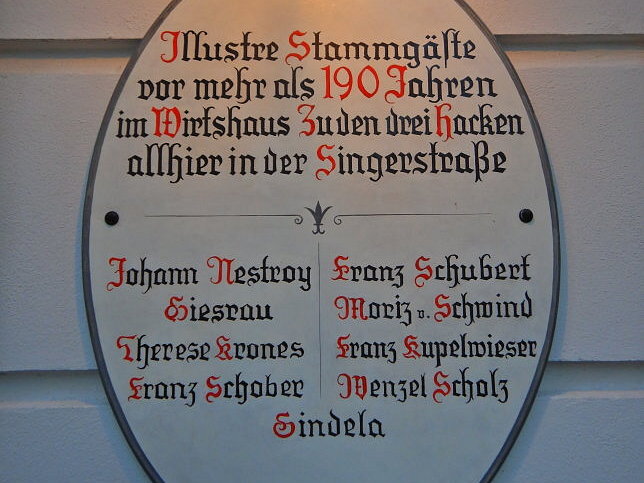 Illustre Stammgäste
vor mehr als 190 Jahren
im Wirtshaus Zu den drei Hacken
allhier in der Singerstraße
Johann Nestroy
Giesrau
Therese Krones
Franz Schober
Franz Schubert
Moriz v. Schwind
Franz Kupelwieser
Wenzel Scholz
Gindela